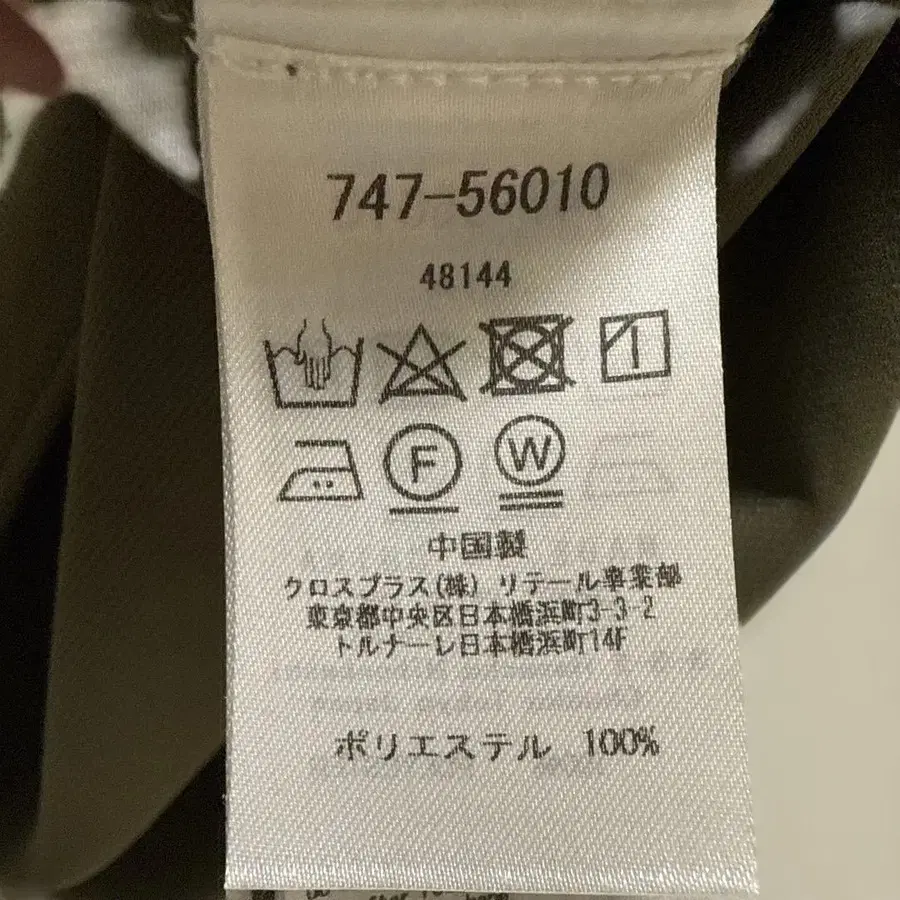 747-56010
48144
F W
中国製
クロスプラス(株) リテール事業部
東京都中央区日本橋浜町3-3-2
トルナーレ日本橋浜町14F
ポリエステル 100%